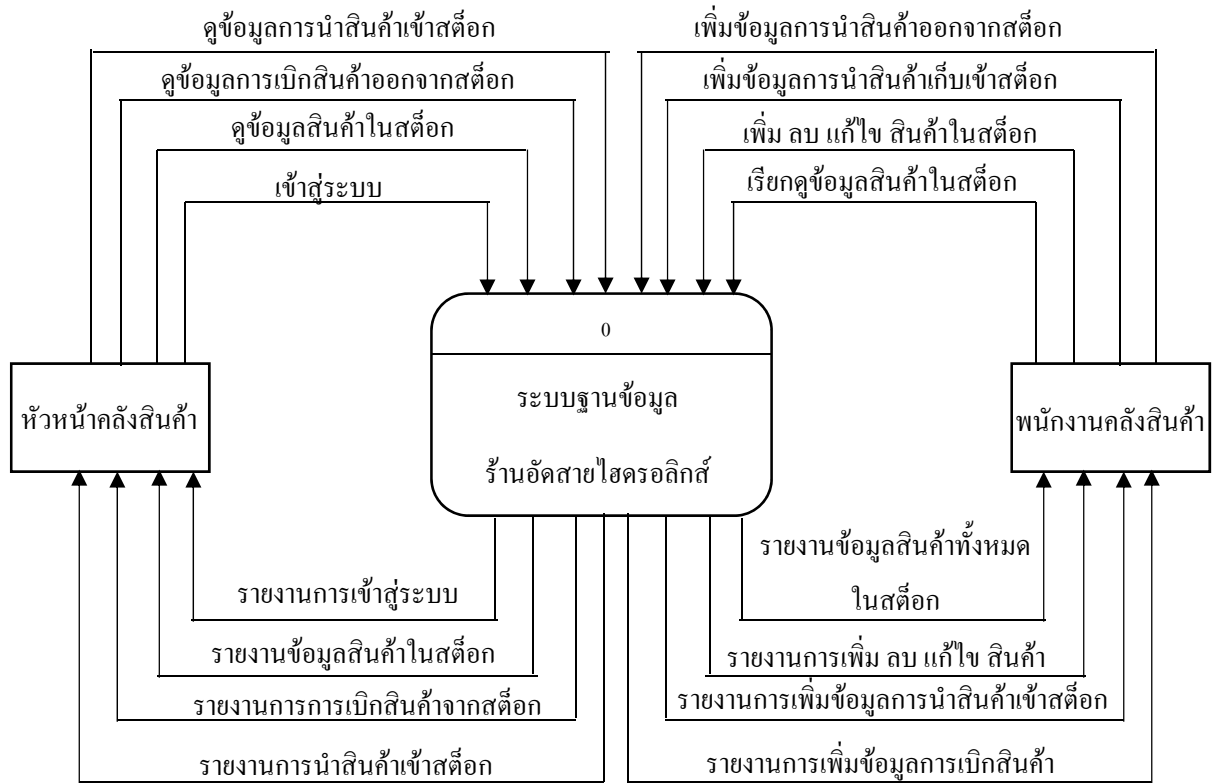 ดูข้อมูลการนำสินค้าเข้าสต็อก
เพิ่มข้อมูลการนำสินค้าออกจากสต็อก
ดูข้อมูลการเบิกสินค้าออกจากสต็อก
เพิ่มข้อมูลการนำสินค้าเก็บเข้าสต็อก
ดูข้อมูลสินค้าในสต็อก
เพิ่ม ลบ แก้ไข สินค้าในสต็อก
เข้าสู่ระบบ
เรียกดูข้อมูลสินค้าในสต็อก
0
ระบบฐานข้อมูล
ร้านอัดสายไฮดรอลิกส์
หัวหน้าคลังสินค้า
พนักงานคลังสินค้า
รายงานการเข้าสู่ระบบ
รายงานข้อมูลสินค้าทั้งหมด
ในสต็อก
รายงานข้อมูลสินค้าในสต็อก
รายงานการเพิ่ม ลบ แก้ไข สินค้า
รายงานการการเบิกสินค้าจากสต็อก
รายงานการเพิ่มข้อมูลการนำสินค้าเข้าสต็อก
รายงานการนำสินค้าเข้าสต็อก
รายงานการเพิ่มข้อมูลการเบิกสินค้า